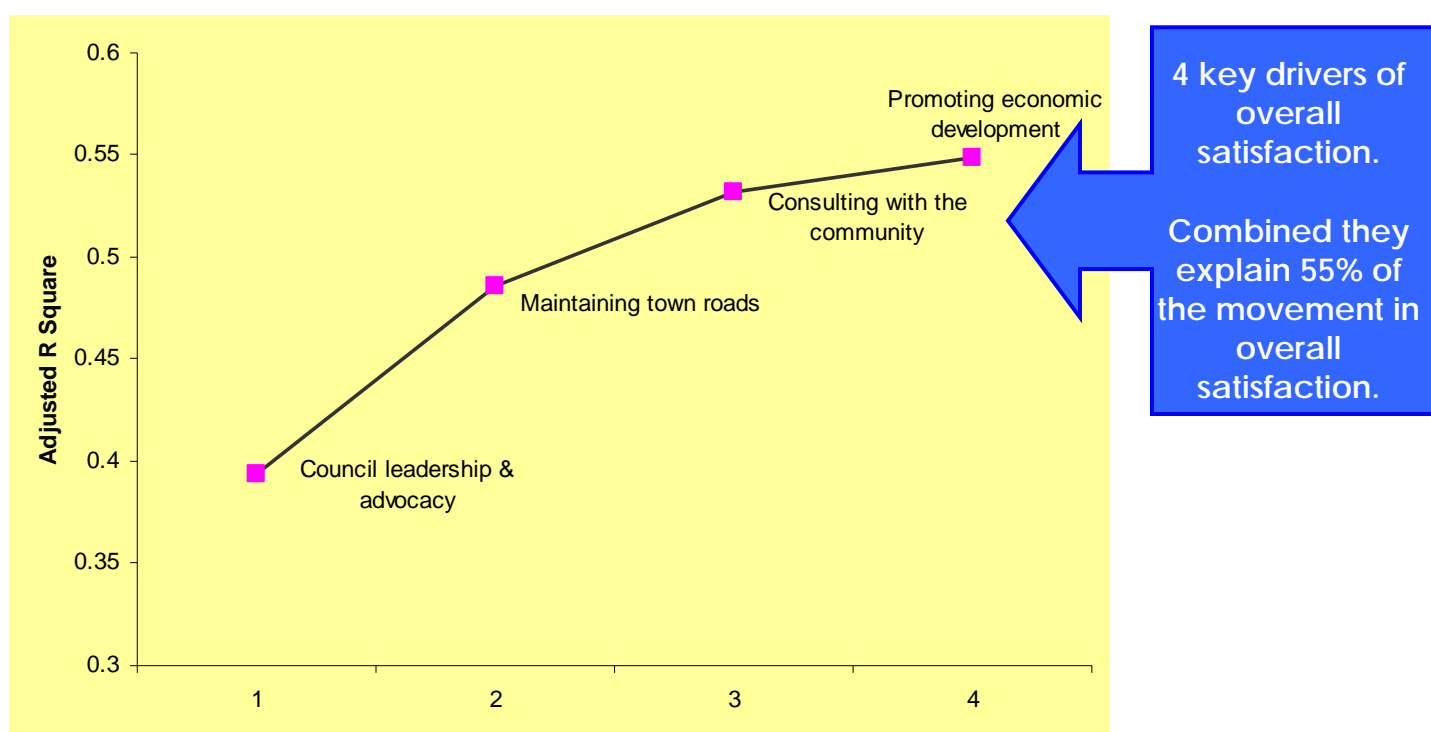 0.6
0.55
0.5
0.45
0.4
0.35
0.3
Adjusted R Square
1
2
3
4
Council leadership &
advocacy
Maintaining town roads
Consulting with the
community
Promoting economic
development
4 key drivers of
overall
satisfaction.
Combined they
explain 55% of
the movement in
overall
satisfaction.